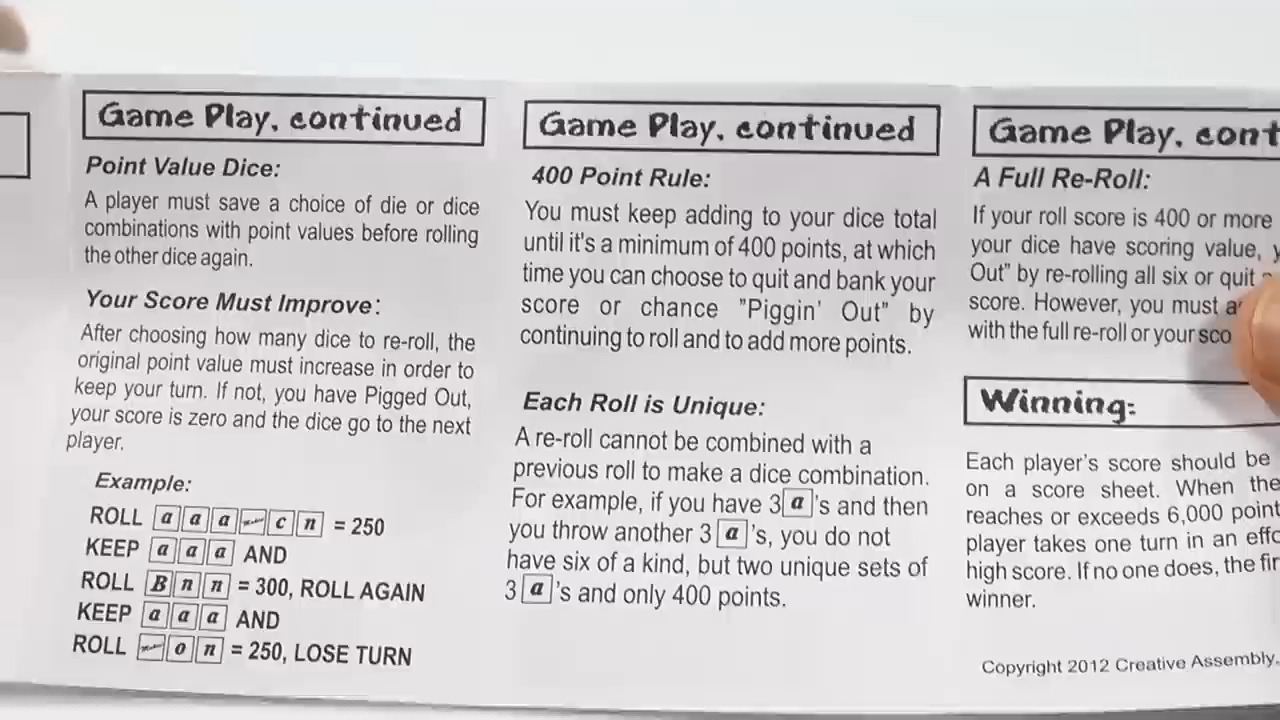 Game Play, continued
Point Value Dice:
A player must save a choice of die or dice
combinations with point values before rolling
the other dice again.
Your Score Must Improve:
After choosing how many dice to re-roll, the
original point value must increase in order to
keep your turn. If not, you have Pigged Out,
your score is zero and the dice go to the next
player.
Example:
ROLL a a a c n = 250
KEEP a a a AND
ROLL B n n = 300, ROLL AGAIN
KEEP a a a AND
ROLL o n = 250, LOSE TURN
Game Play, continued
400 Point Rule:
You must keep adding to your dice total
until it's a minimum of 400 points, at which
time you can choose to quit and bank your
score or chance "Piggin' Out" by
continuing to roll and to add more points.
Each Roll is Unique:
A re-roll cannot be combined with a
previous roll to make a dice combination.
For example, if you have 3 a 's and then
you throw another 3 a 's, you do not
have six of a kind, but two unique sets of
3 a 's and only 400 points.
Game Play, cont
A Full Re-Roll:
If your roll score is 400 or more
your dice have scoring value,
Out" by re-rolling all six or quit
score. However, you must
with the full re-roll or your sco
Winning:
Each player's score should be
on a score sheet. When the
reaches or exceeds 6,000 point
player takes one turn in an effo
high score. If no one does, the fir
winner.
Copyright 2012 Creative Assembly,